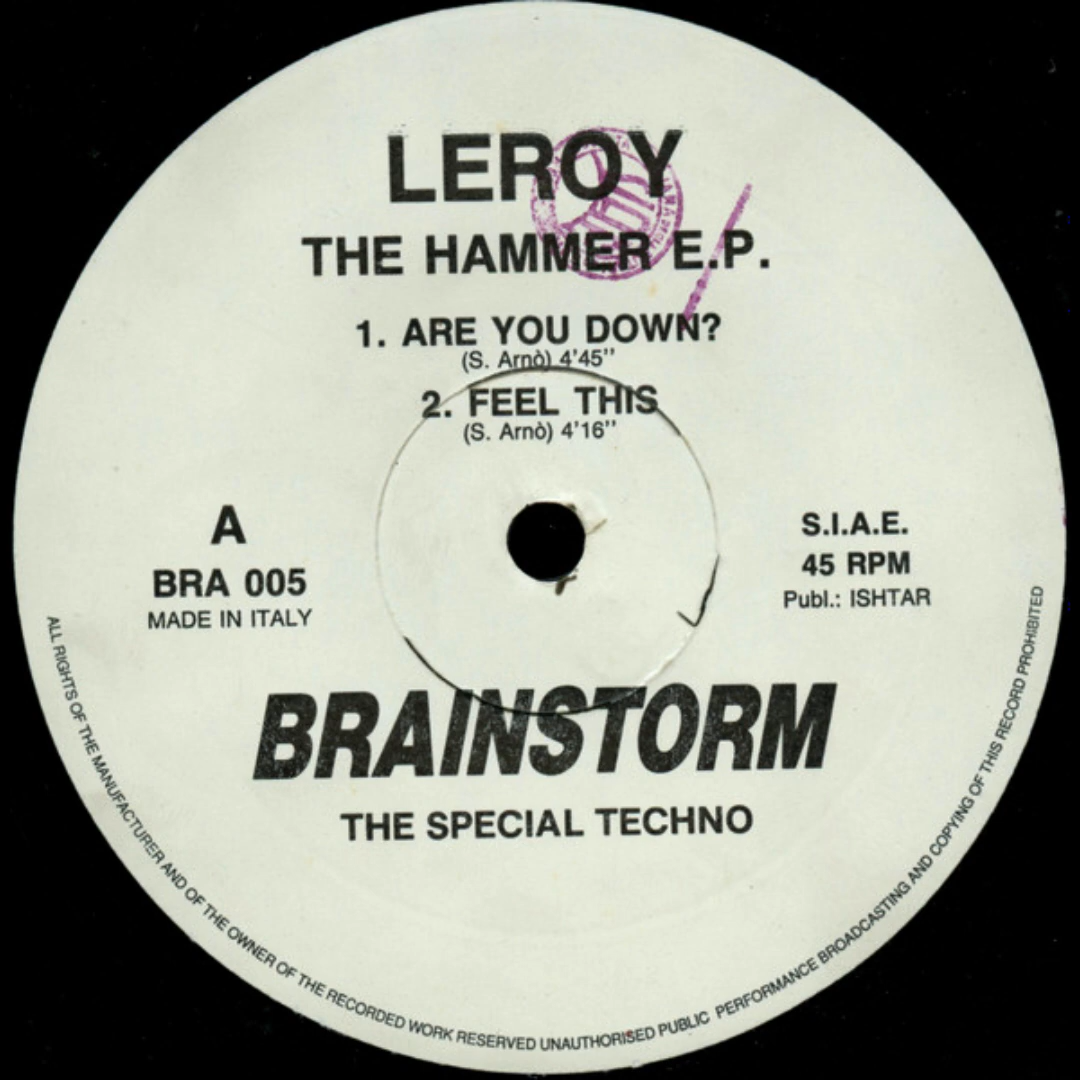 LEROY
THE HAMMER E.P.
1. ARE YOU DOWN?
(S. Arnò) 4'45''
2. FEEL THIS
(S. Arnò) 4'16''
A
BRA 005
MADE IN ITALY
S.I.A.E.
45 RPM
Publ.: ISHTAR
BRAINSTORM
THE SPECIAL TECHNO
ALL RIGHTS OF THE MANUFACTURER AND OF THE OWNER OF THE RECORDED WORK RESERVED UNAUTHORISED PUBLIC PERFORMANCE BROADCASTING AND COPYING OF THIS RECORD PROHIBITED